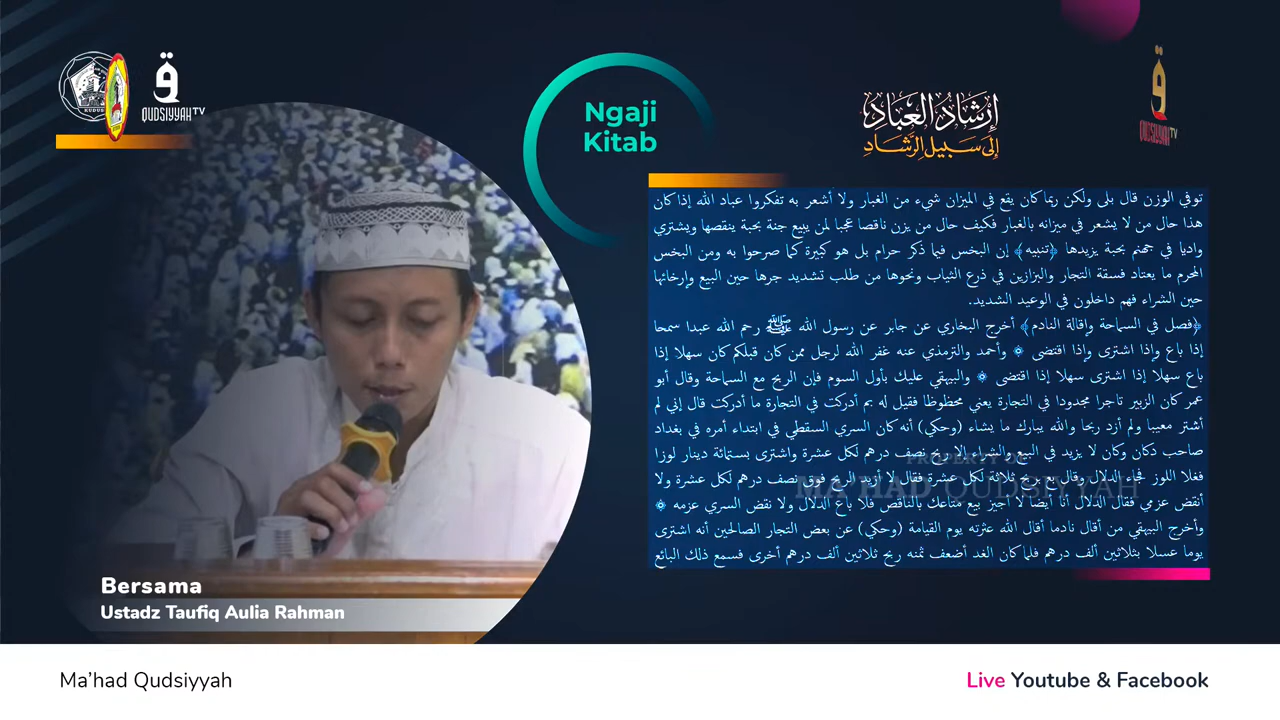 KUDUS
QUDSIYYAH TV
Ngaji
Kitab
إرشاد العباد
إلى سبيل الرشاد
QUDSIYYAH TV
توفي الوزن قال بلى ولكن ربما كان يقع في الميزان شيء من الغبار ولا أشعر به تفكروا عباد الله إذا كان
هذا حال من لا يشعر في ميزانه بالغبار فكيف حال من يزن ناقصا عجبا لمن يبيع جنة بحبة ينقصها ويشتري
واديا في جهنم بحبة يزيدها ﴿تنبيه﴾ إن البخس فيما ذكر حرام بل هو كبيرة كما صرحوا به ومن البخس
المحرم ما يعتاد فسقة التجار والبزازين في ذرع الثياب ونحوها من طلب تشديد جرها حين البيع وإرخائها
حين الشراء فهم داخلون في الوعيد الشديد.
﴿فصل في السماحة وإقالة النادم﴾ أخرج البخاري عن جابر عن رسول الله ﷺ رحم الله عبدا سمحا
إذا باع وإذا اشترى وإذا اقتضى ۞ وأحمد والترمذي عنه غفر الله لرجل ممن كان قبلكم كان سهلا إذا
باع سهلا إذا اشترى سهلا إذا اقتضى ۞ والبيهقي عليك بأول السوم فإن الربح مع السماحة وقال أبو
عمر كان الزبير تاجرا مجدودا في التجارة يعني محظوظا فقيل له بم أدركت في التجارة ما أدركت قال إني لم
أشتر معيبا ولم أرد ربحا والله يبارك ما يشاء (وحكي) أنه كان السري السقطي في ابتداء أمره في بغداد
صاحب دكان وكان لا يزيد في البيع والشراء إلا ربح نصف درهم لكل عشرة واشترى بستمائة دينار لوزا
فغلا اللوز فجاء الدلال وقال بع بربح ثلاثة لكل عشرة فقال لا أزيد الربح فوق نصف درهم لكل عشرة ولا
أنقض عزمي فقال الدلال أنا أيضا لا أجيز بيع متاعك بالناقص فلا باع الدلال ولا نقض السري عزمه ۞
وأخرج البيهقي من أقال نادما أقال الله عثرته يوم القيامة (وحكي) عن بعض التجار الصالحين أنه اشترى
يوما عسلا بثلاثين ألف درهم فلما كان الغد أضعف ثمنه ربح ثلاثين ألف درهم أخرى فسمع ذلك البائع
PROPERTY OF
MA'HAD QUDSIYYAH
Bersama
Ustadz Taufiq Aulia Rahman
Ma'had Qudsiyyah
Live Youtube & Facebook